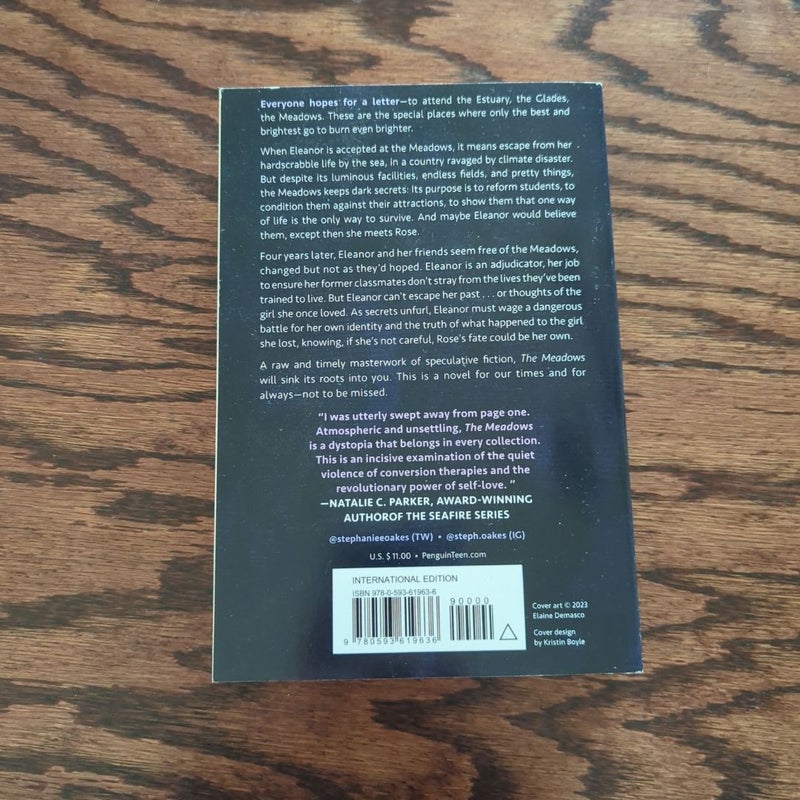 Everyone hopes for a letter—to attend the Estuary, the Glades,
the Meadows. These are the special places where only the best and
brightest go to burn even brighter.
When Eleanor is accepted at the Meadows, it means escape from her
hardscrabble life by the sea, in a country ravaged by climate disaster.
But despite its luminous facilities, endless fields, and pretty things,
the Meadows keeps dark secrets: Its purpose is to reform students, to
condition them against their attractions, to show them that one way
of life is the only way to survive. And maybe Eleanor would believe
them, except then she meets Rose.
Four years later, Eleanor and her friends seem free of the Meadows,
changed but not as they'd hoped. Eleanor is an adjudicator, her job
to ensure her former classmates don't stray from the lives they've been
trained to live. But Eleanor can't escape her past . . . or thoughts of the
girl she once loved. As secrets unfurl, Eleanor must wage a dangerous
battle for her own identity and the truth of what happened to the girl
she lost, knowing, if she's not careful, Rose's fate could be her own.
A raw and timely masterwork of speculative fiction, The Meadows
will sink its roots into you. This is a novel for our times and for
always—not to be missed.
"I was utterly swept away from page one.
Atmospheric and unsettling, The Meadows
is a dystopia that belongs in every collection.
This is an incisive examination of the quiet
violence of conversion therapies and the
revolutionary power of self-love. "
—NATALIE C. PARKER, AWARD-WINNING
AUTHOROF THE SEAFIRE SERIES
@stephanieeoakes (TW) • @steph.oakes (IG)
U.S. $ 11.00 • PenguinTeen.com
INTERNATIONAL EDITION
ISBN 978-0-593-61963-6
90000
9 780593 619636
Cover art © 2023
Elaine Demasco
Cover design
by Kristin Boyle